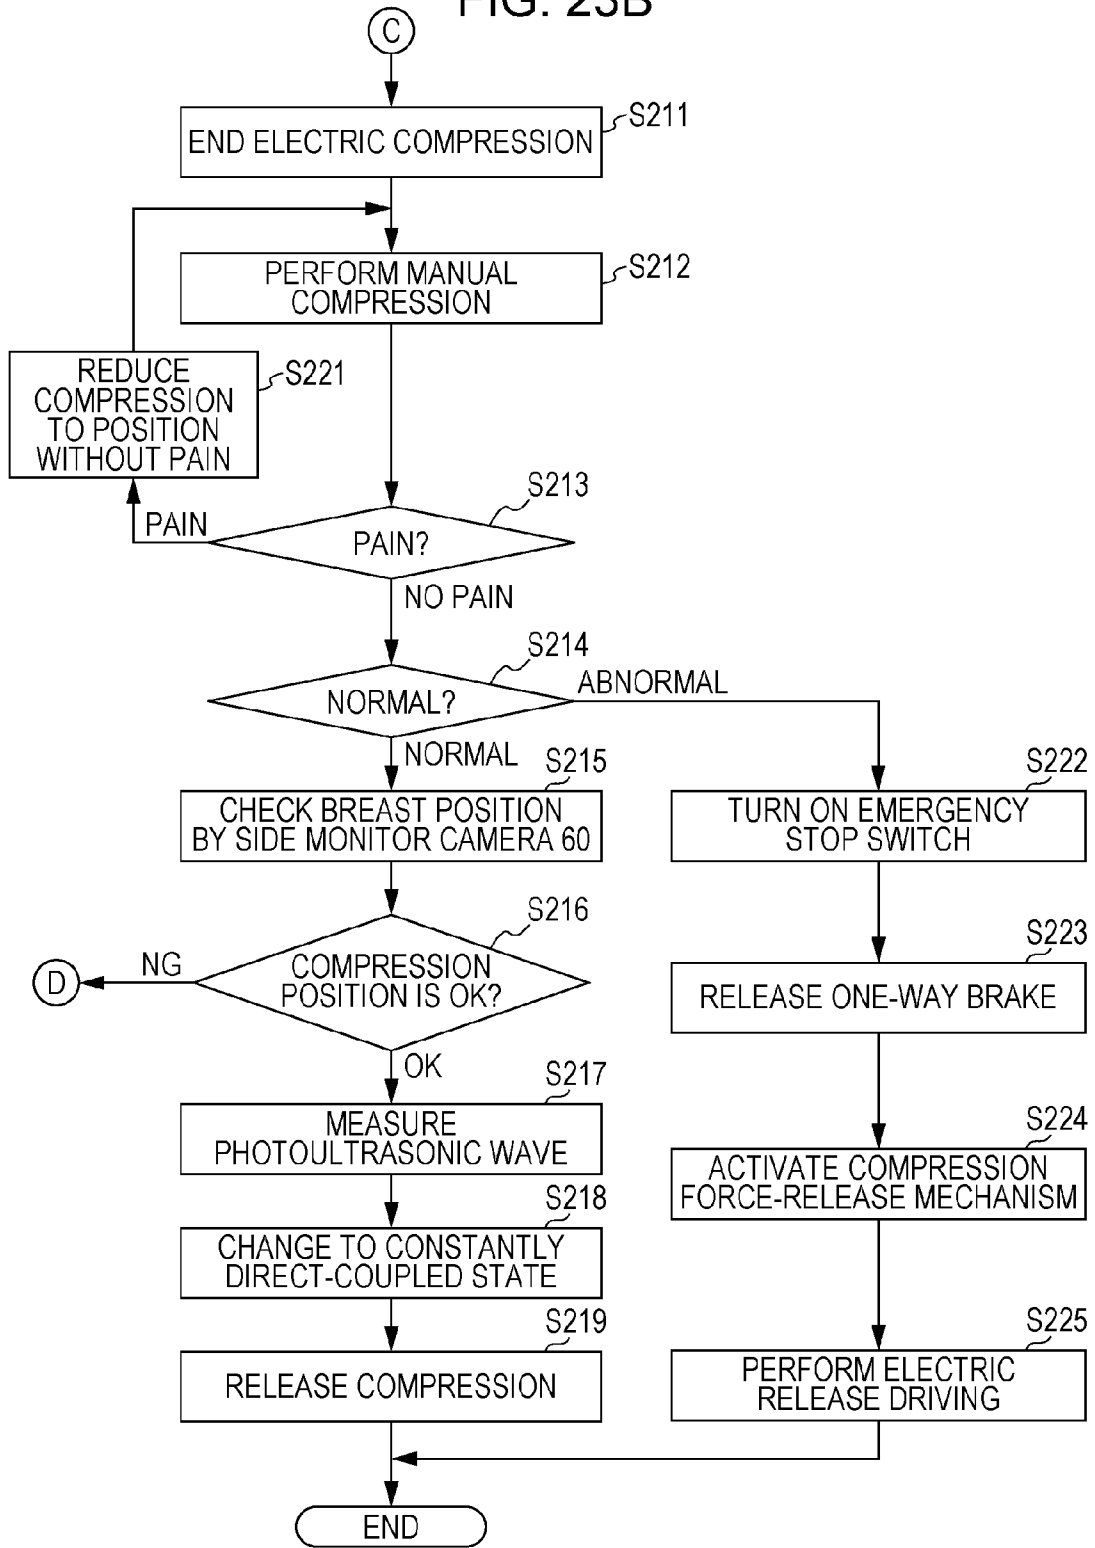 FIG. 23B
C
S211
END ELECTRIC COMPRESSION
S212
PERFORM MANUAL
COMPRESSION
S221
REDUCE
COMPRESSION
TO POSITION
WITHOUT PAIN
S213
PAIN
PAIN?
NO PAIN
S214
ABNORMAL
NORMAL?
NORMAL
S215
CHECK BREAST POSITION
BY SIDE MONITOR CAMERA 60
S222
TURN ON EMERGENCY
STOP SWITCH
S216
NG
D
COMPRESSION
POSITION IS OK?
OK
S223
RELEASE ONE-WAY BRAKE
S217
MEASURE
PHOTOULTRASONIC WAVE
S224
ACTIVATE COMPRESSION
FORCE-RELEASE MECHANISM
S218
CHANGE TO CONSTANTLY
DIRECT-COUPLED STATE
S219
RELEASE COMPRESSION
S225
PERFORM ELECTRIC
RELEASE DRIVING
END